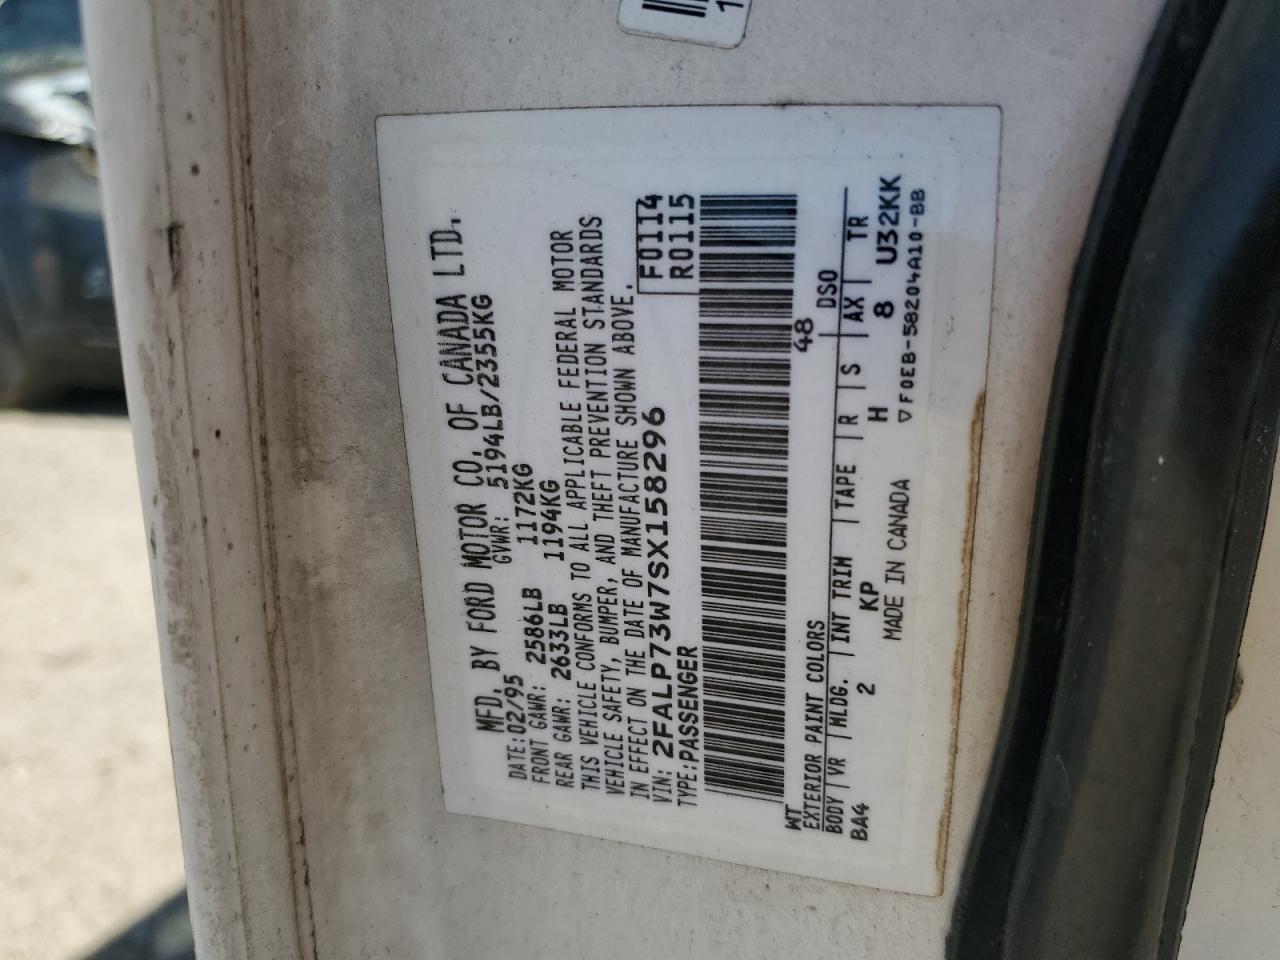 MFD. BY FORD MOTOR CO. OF CANADA LTD.
DATE: 02/95 GVWR: 5194LB/2355KG
FRONT GAWR: 2586LB 1172KG
REAR GAWR: 2633LB 1194KG
THIS VEHICLE CONFORMS TO ALL APPLICABLE FEDERAL MOTOR
VEHICLE SAFETY, BUMPER, AND THEFT PREVENTION STANDARDS
IN EFFECT ON THE DATE OF MANUFACTURE SHOWN ABOVE.
VIN: 2FALP73W7SX158296 F0114
TYPE: PASSENGER R0115
WT 48
EXTERIOR PAINT COLORS DSO
BODY VR MLDG. INT TRIM TAPE R S AX TR
BA4 2 KP H 8 U32KK
MADE IN CANADA ▽F0EB-58204A10-BB